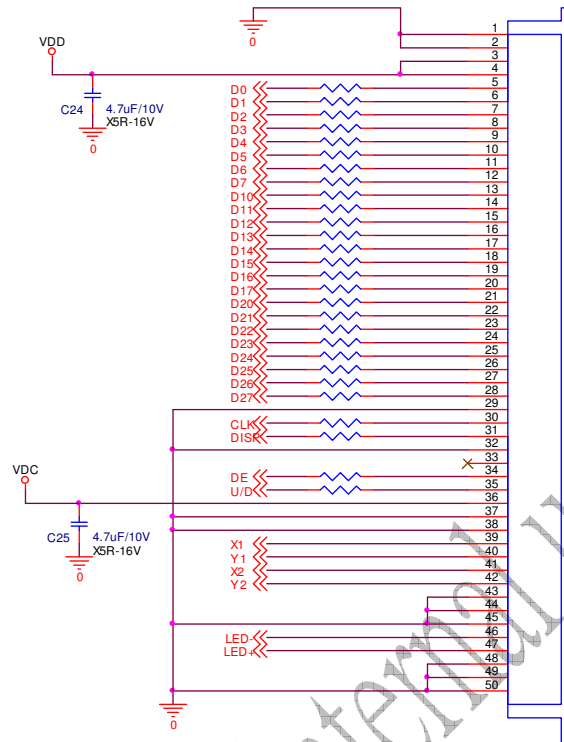 VDD
C24
4.7uF/10V
X5R-16V
0
0
D0
D1
D2
D3
D4
D5
D6
D7
D10
D11
D12
D13
D14
D15
D16
D17
D20
D21
D22
D23
D24
D25
D26
D27
CLK
DISP
DE
U/D
VDC
C25
4.7uF/10V
X5R-16V
0
X1
Y1
X2
Y2
LED-
LED+
0
1
2
3
4
5
6
7
8
9
10
11
12
13
14
15
16
17
18
19
20
21
22
23
24
25
26
27
28
29
30
31
32
33
34
35
36
37
38
39
40
41
42
43
44
45
46
47
48
49
50